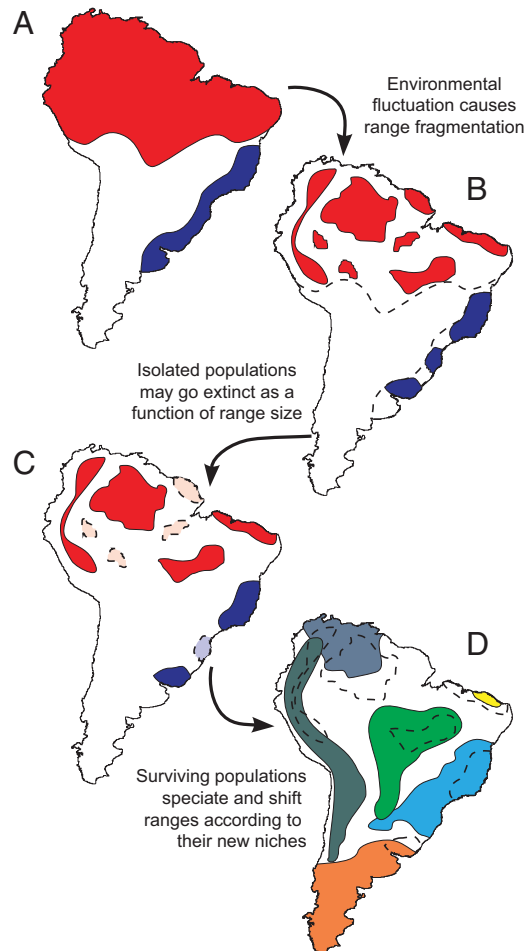 A
Environmental
fluctuation causes
range fragmentation
B
Isolated populations
may go extinct as a
function of range size
C
D
Surviving populations
speciate and shift
ranges according to
their new niches